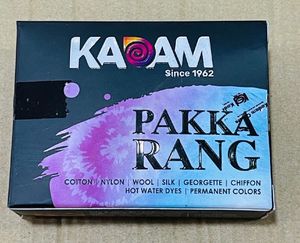 KADAM
Since 1962
PAKKA
RANG
COTTON | NYLON | WOOL | SILK | GEORGETTE | CHIFFON
HOT WATER DYES | PERMANENT COLORS